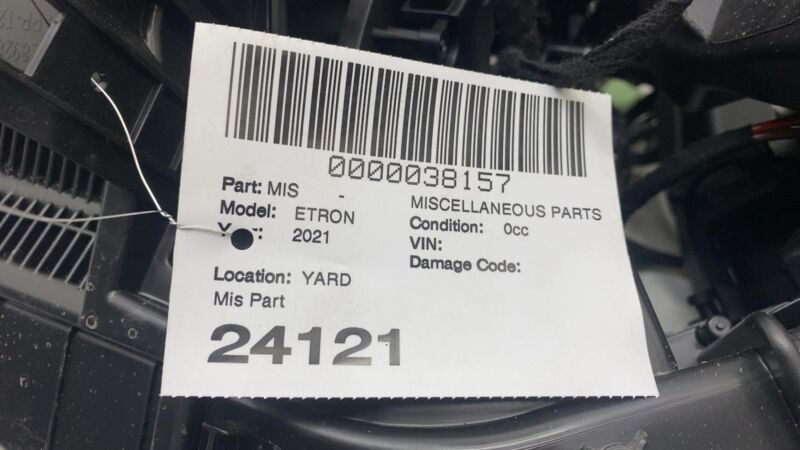 0000038157
Part: MIS -
MISCELLANEOUS PARTS
Model: ETRON
Condition: 0cc
2021
VIN:
Damage Code:
Location: YARD
Mis Part
24121